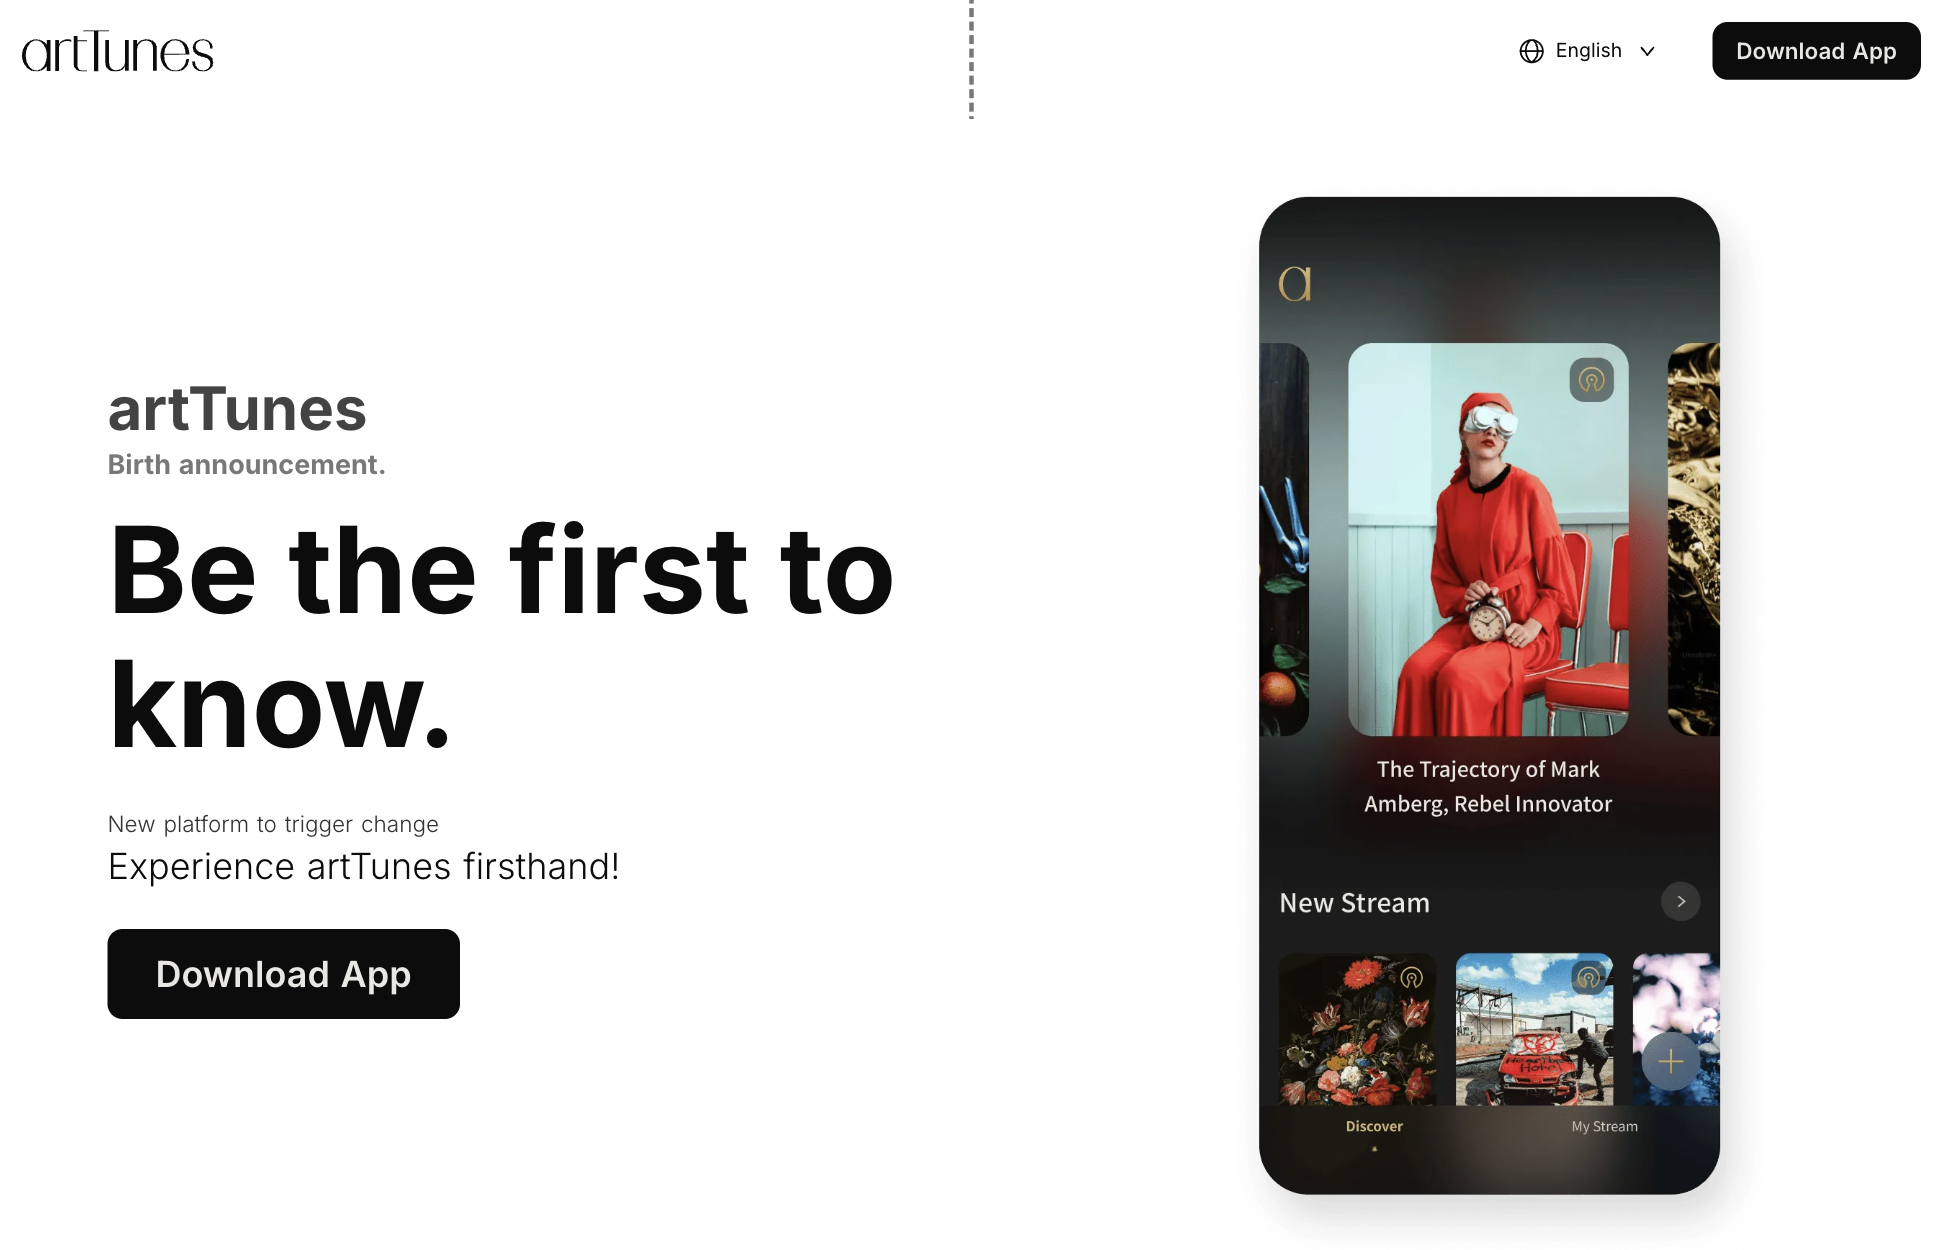 artTunes
English
Download App
artTunes
Birth announcement.
Be the first to
know.
New platform to trigger change
Experience artTunes firsthand!
Download App
a
The Trajectory of Mark
Amberg, Rebel Innovator
New Stream
Discover
My Stream